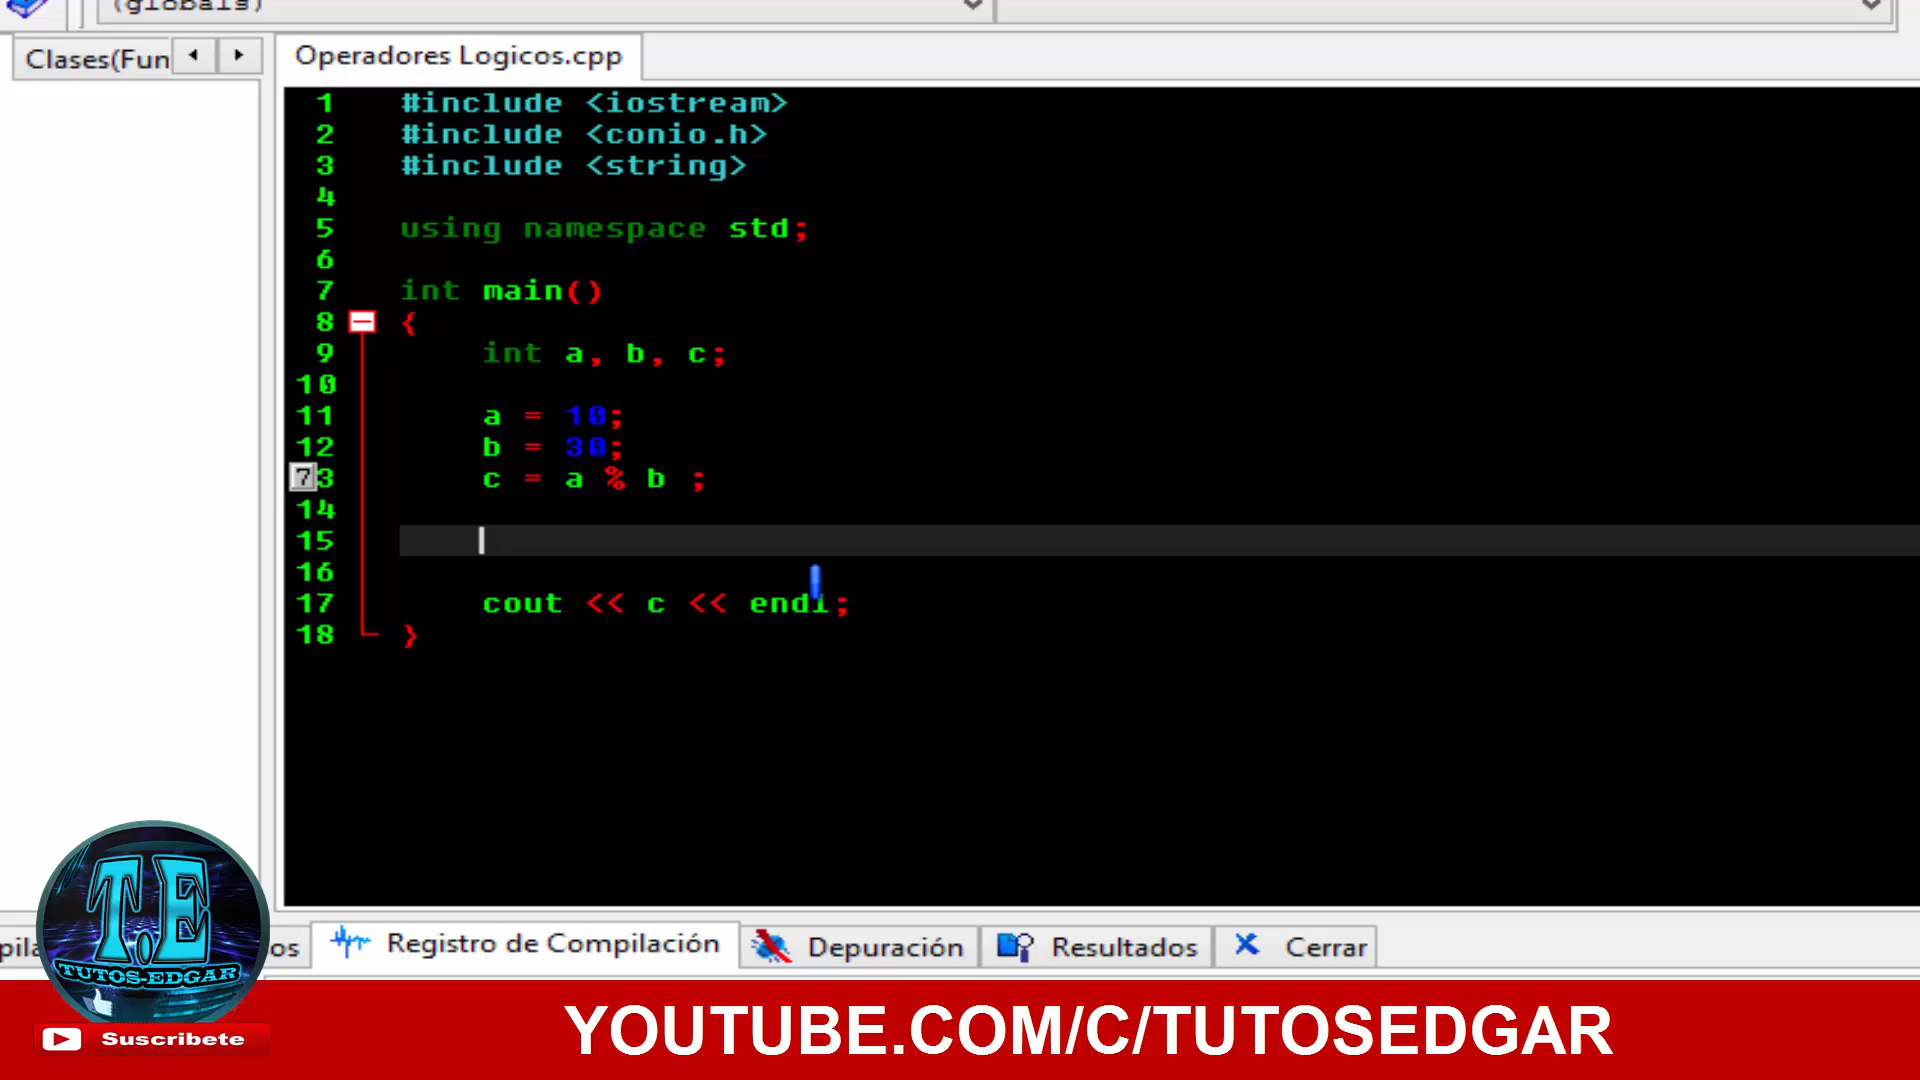 (globals)
Clases(Fun
Operadores Logicos.cpp
1 #include <iostream>
2 #include <conio.h>
3 #include <string>
4
5 using namespace std;
6
7 int main()
8 {
9 int a, b, c;
10
11 a = 10;
12 b = 30;
?3 c = a % b ;
14
15
16
17 cout << c << endl;
18 }
Registro de Compilación
Depuración
Resultados
Cerrar
T.E
TUTOS-EDGAR
Suscribete
YOUTUBE.COM/C/TUTOSEDGAR